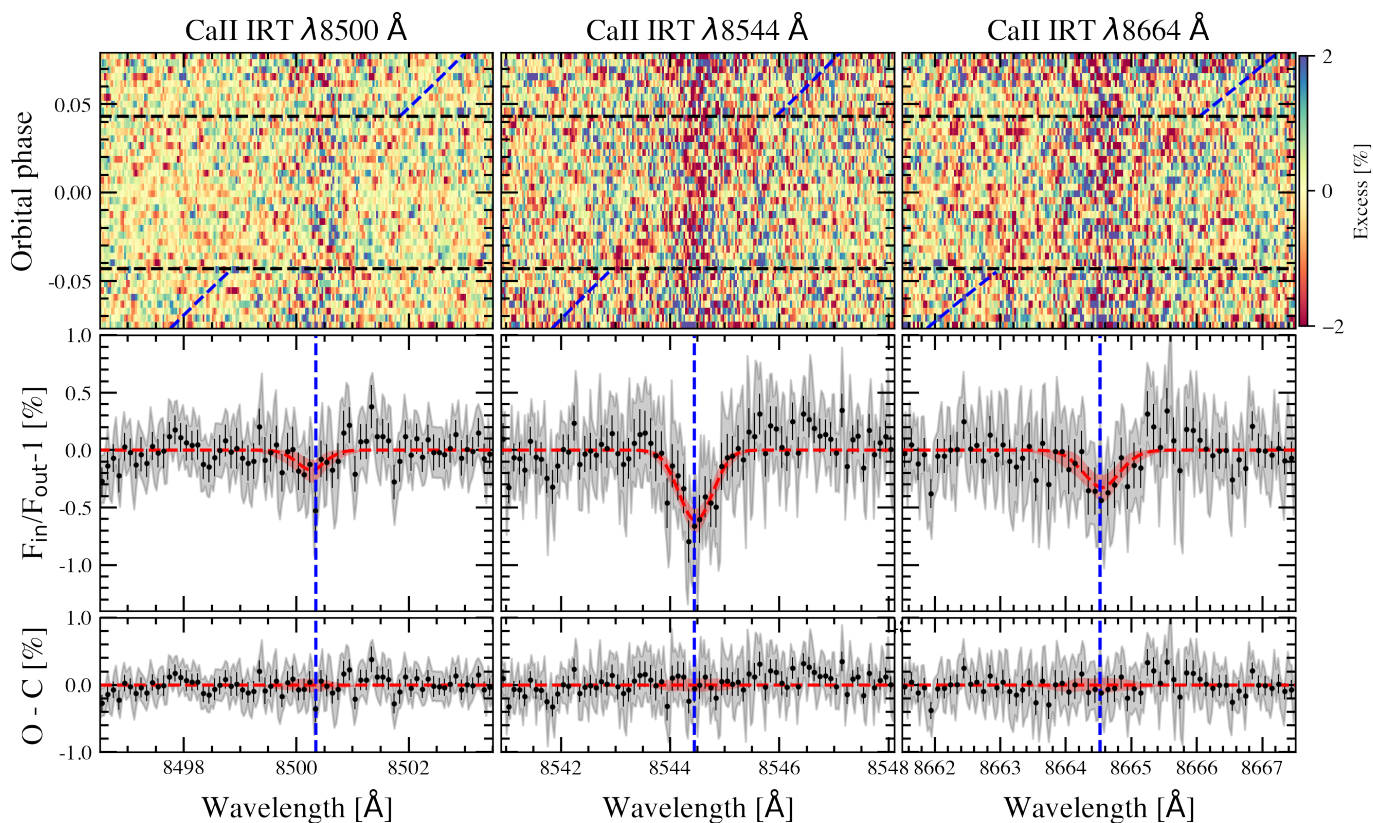 CaII IRT λ8500 Å CaII IRT λ8544 Å CaII IRT λ8664 Å
Orbital phase
0.05
0.00
-0.05
2
0
−2
Excess [%]
F_in/F_out-1 [%]
1.0
0.5
0.0
-0.5
-1.0
O - C [%]
1.0
0.0
-1.0
8498 8500 8502 8542 8544 8546 8548 8662 8663 8664 8665 8666 8667
Wavelength [Å] Wavelength [Å] Wavelength [Å]